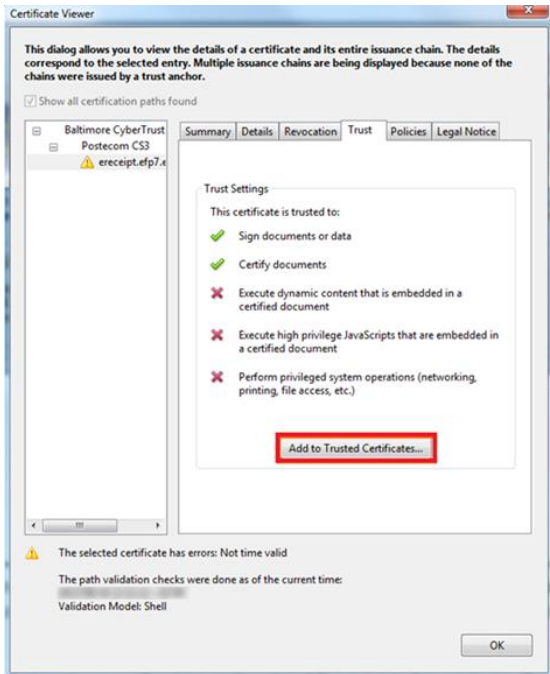 Certificate Viewer
This dialog allows you to view the details of a certificate and its entire issuance chain. The details
correspond to the selected entry. Multiple issuance chains are being displayed because none of the
chains were issued by a trust anchor.
Show all certification paths found
Baltimore CyberTrust
Postecom CS3
ereceipt.efp7.e
Summary Details Revocation Trust Policies Legal Notice
Trust Settings
This certificate is trusted to:
Sign documents or data
Certify documents
Execute dynamic content that is embedded in a
certified document
Execute high privilege JavaScripts that are embedded in
a certified document
Perform privileged system operations (networking,
printing, file access, etc.)
Add to Trusted Certificates...
The selected certificate has errors: Not time valid
The path validation checks were done as of the current time:
Validation Model: Shell
OK